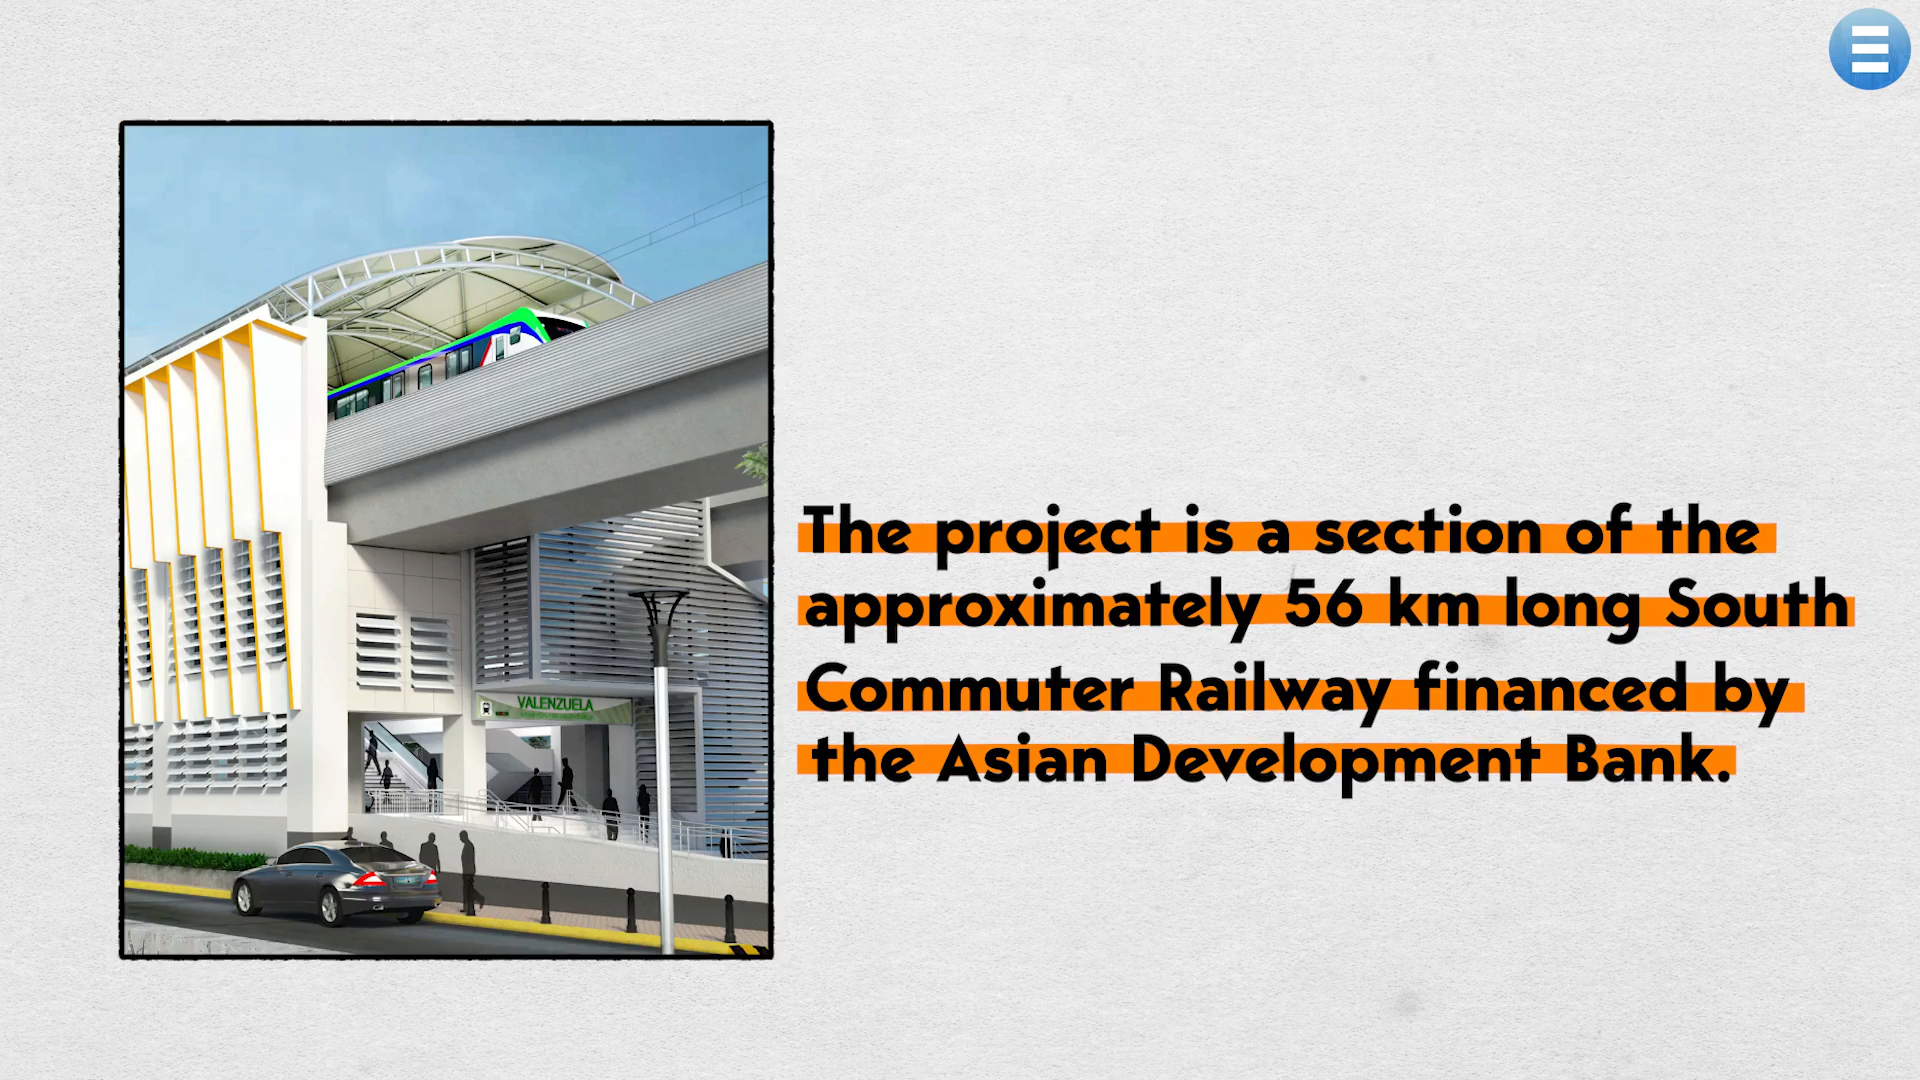 VALENZUELA
The project is a section of the
approximately 56 km long South
Commuter Railway financed by
the Asian Development Bank.